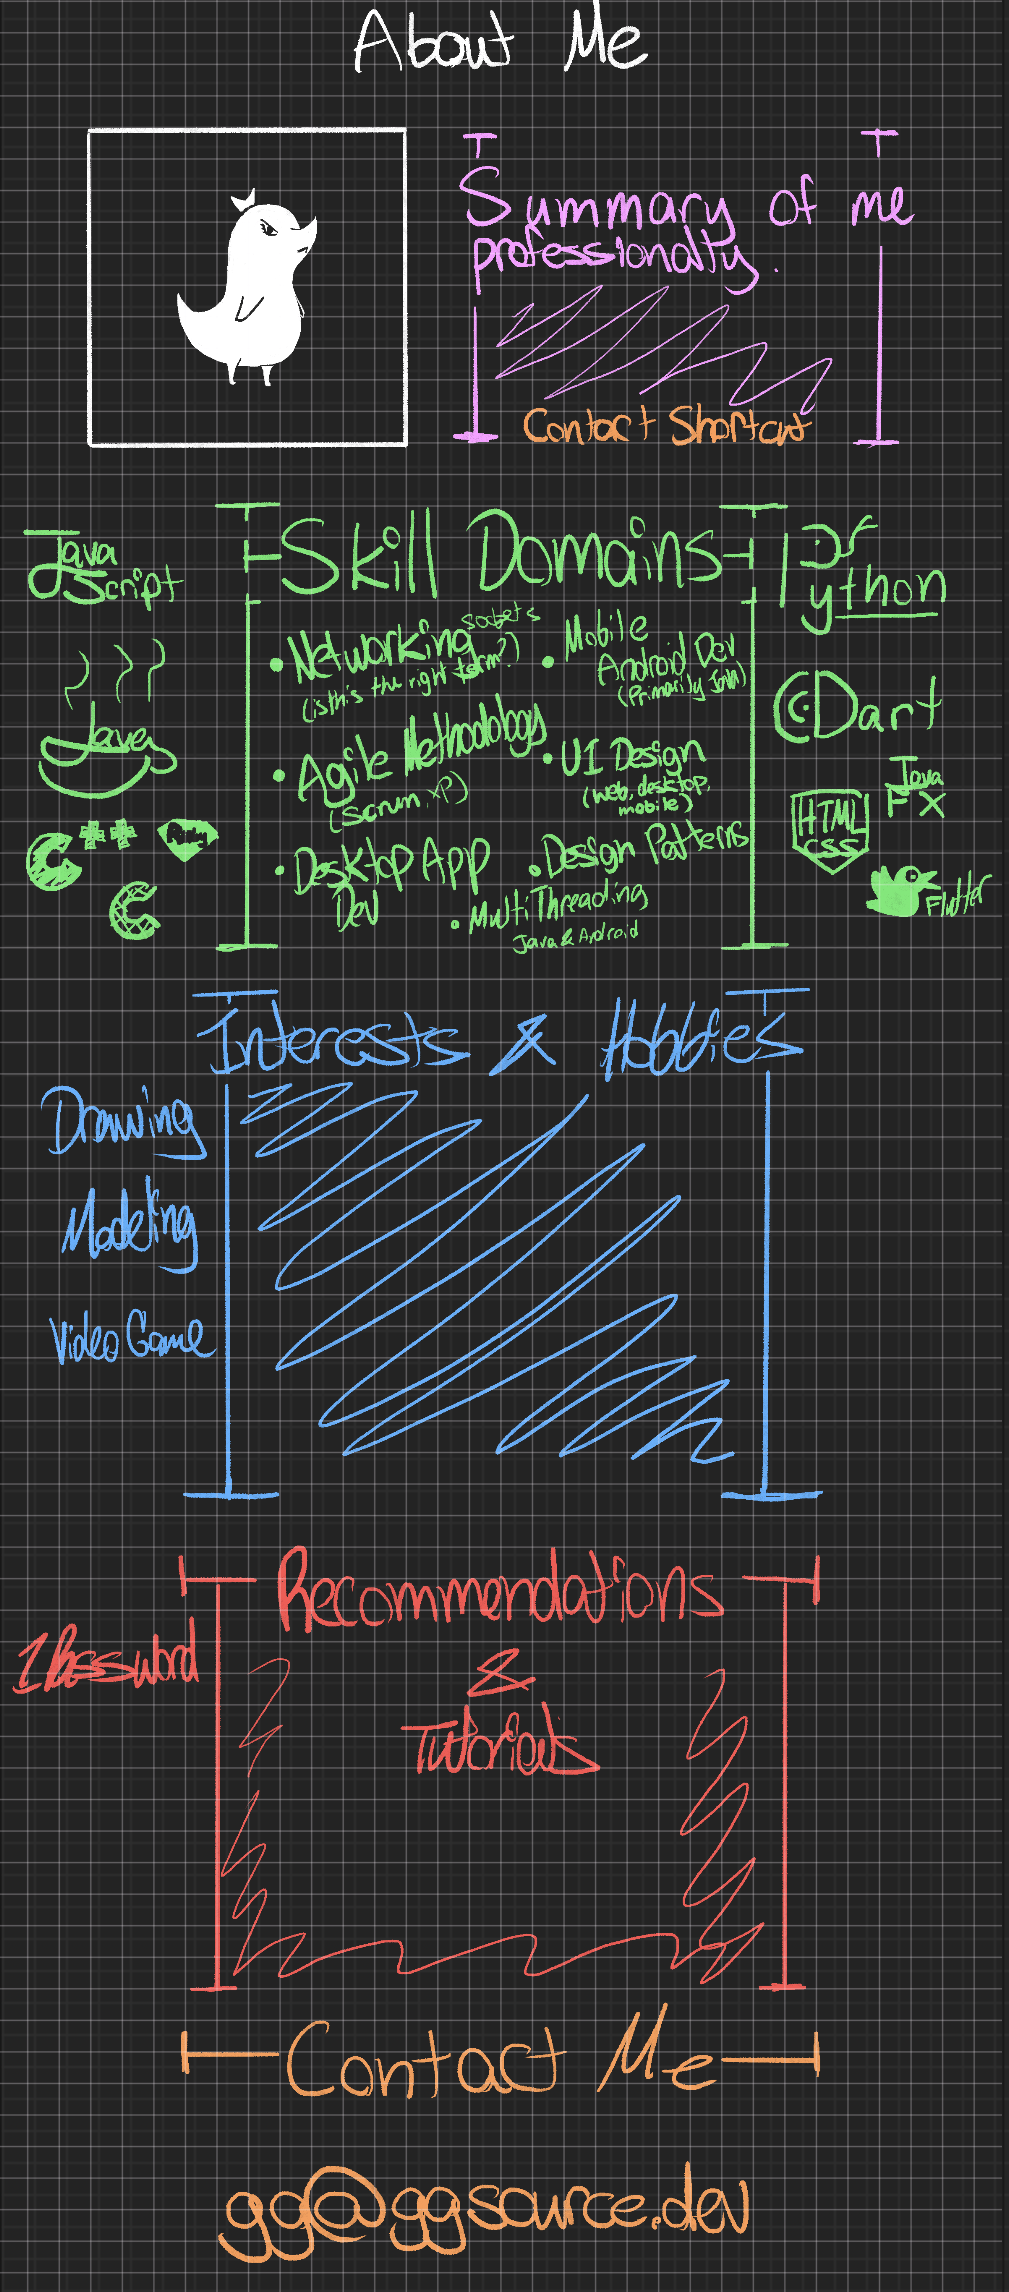 About Me
Summary of me
professionally.
Contact Shortcut
Skill Domains
Java
Script
Java
C++
Ruby
C
• Networking sockets
(is this the right term?)
• Agile Methodology
(Scrum, XP)
• Desktop App
Dev
• Mobile
Android Dev
(Primarily Java)
• UI Design
(web, desktop,
mobile)
• Design Patterns
• MultiThreading
Java & Android
Python
Dart
Java
FX
HTML
CSS
Flutter
Interests & Hobbies
Drawing
Modeling
Video Game
Recommendations
&
Tutorials
1Password
Contact Me
gg@ggsource.dev